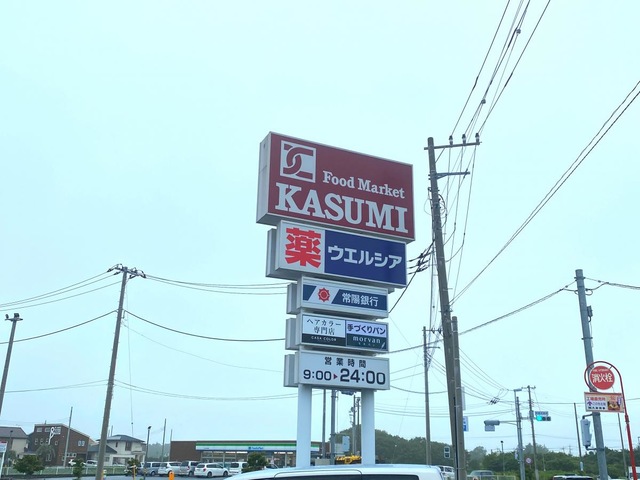 Food Market
KASUMI
薬 ウエルシア
常陽銀行
ヘアカラー
専門店
CASA COLOR
手づくりパン
morvan
営業時間
9:00▸24:00
消火栓